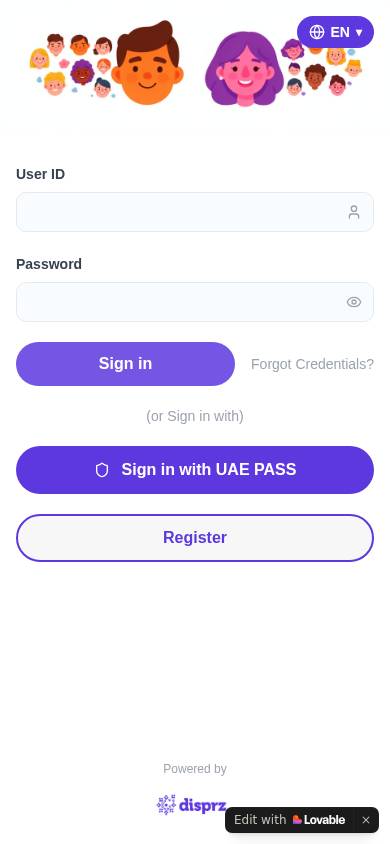 EN ▾
User ID
Password
Sign in
Forgot Credentials?
(or Sign in with)
Sign in with UAE PASS
Register
Powered by
disprz
Edit with Lovable ×